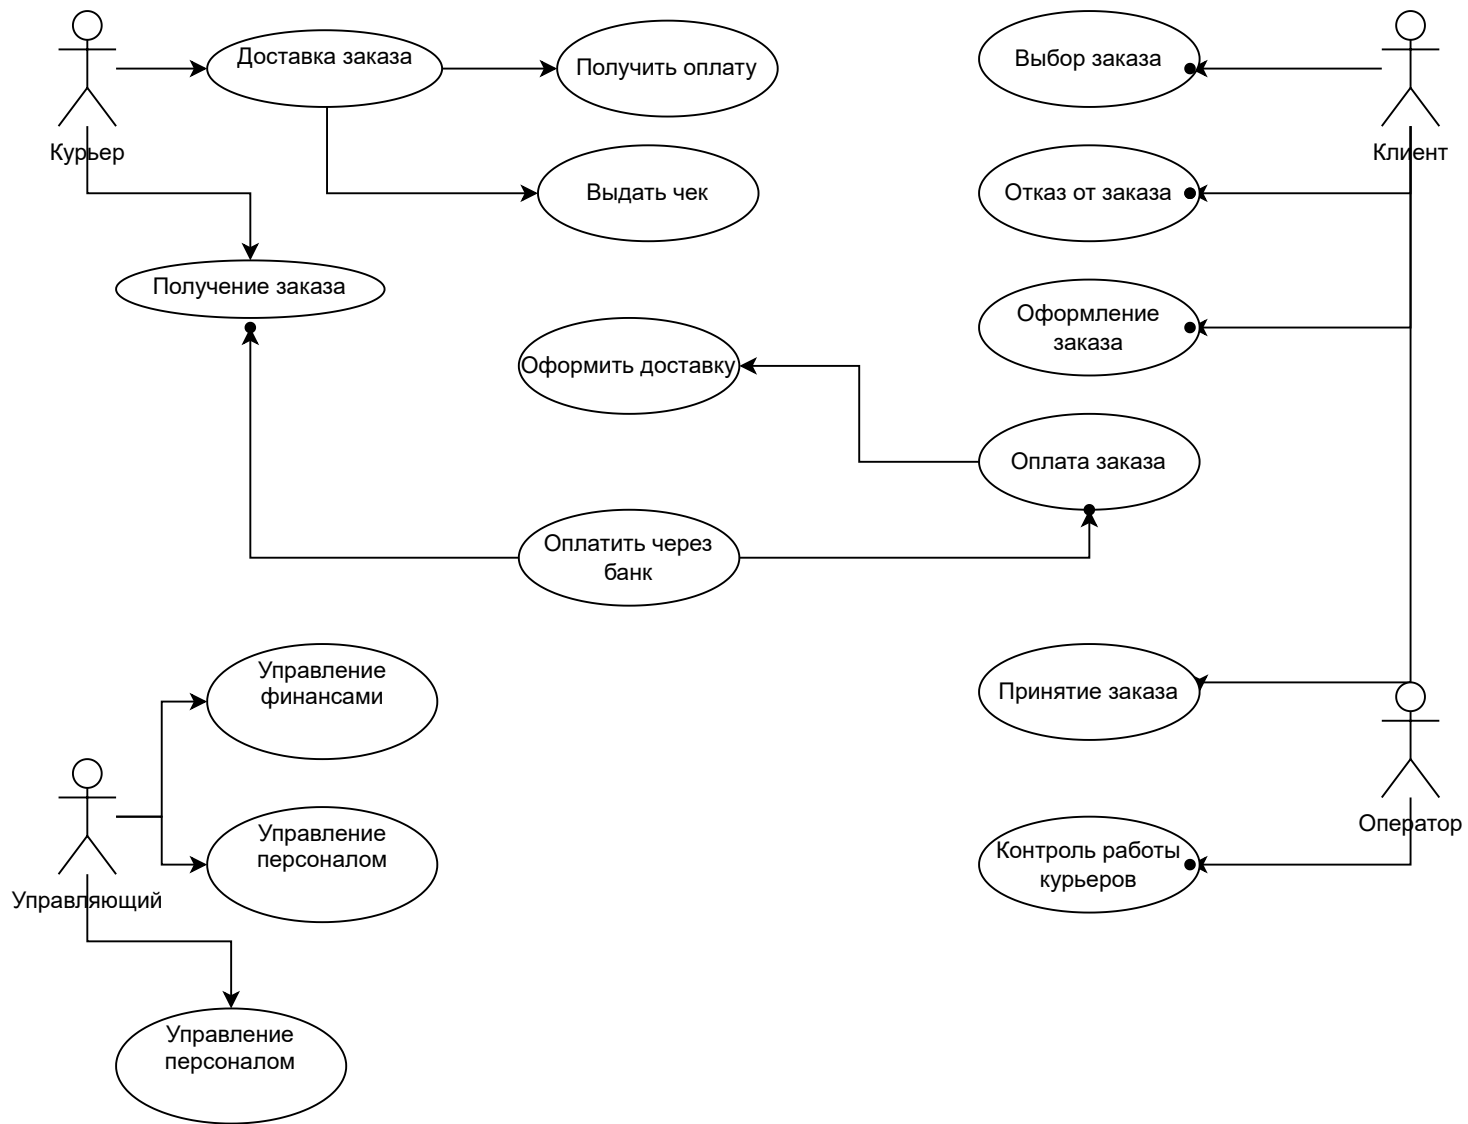 Доставка заказа
Получить оплату
Выбор заказа
Курьер
Клиент
Выдать чек
Отказ от заказа
Получение заказа
Оформление
заказа
Оформить доставку
Оплата заказа
Оплатить через
банк
Управление
финансами
Принятие заказа
Управление
персоналом
Оператор
Контроль работы
курьеров
Управляющий
Управление
персоналом